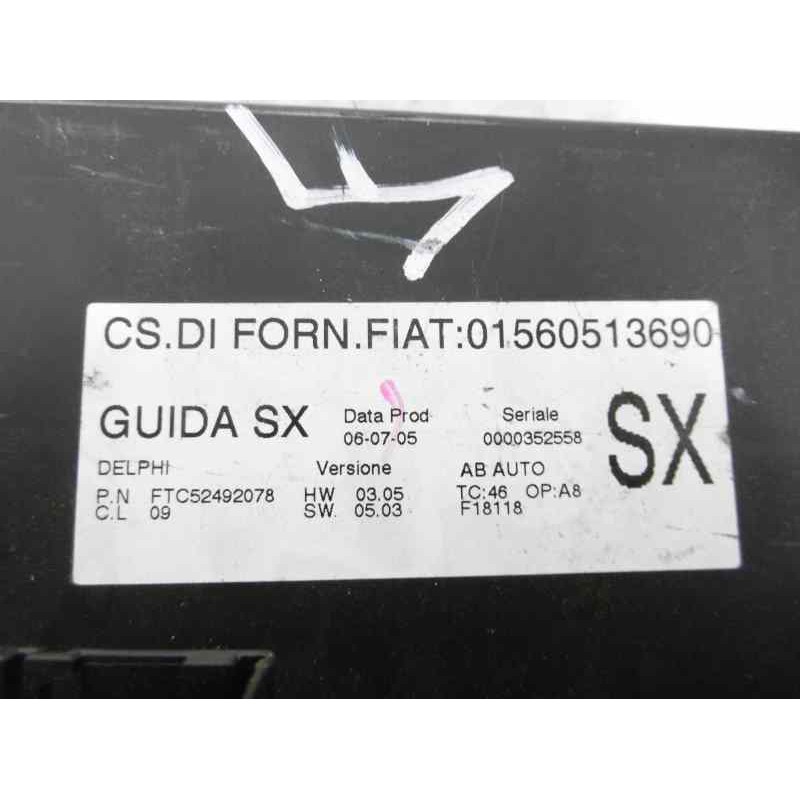 CS.DI FORN.FIAT:01560513690
GUIDA SX Data Prod Seriale SX
06-07-05 0000352558
DELPHI Versione AB AUTO
P.N FTC52492078 HW 03.05 TC:46 OP:A8
C.L 09 SW. 05.03 F18118